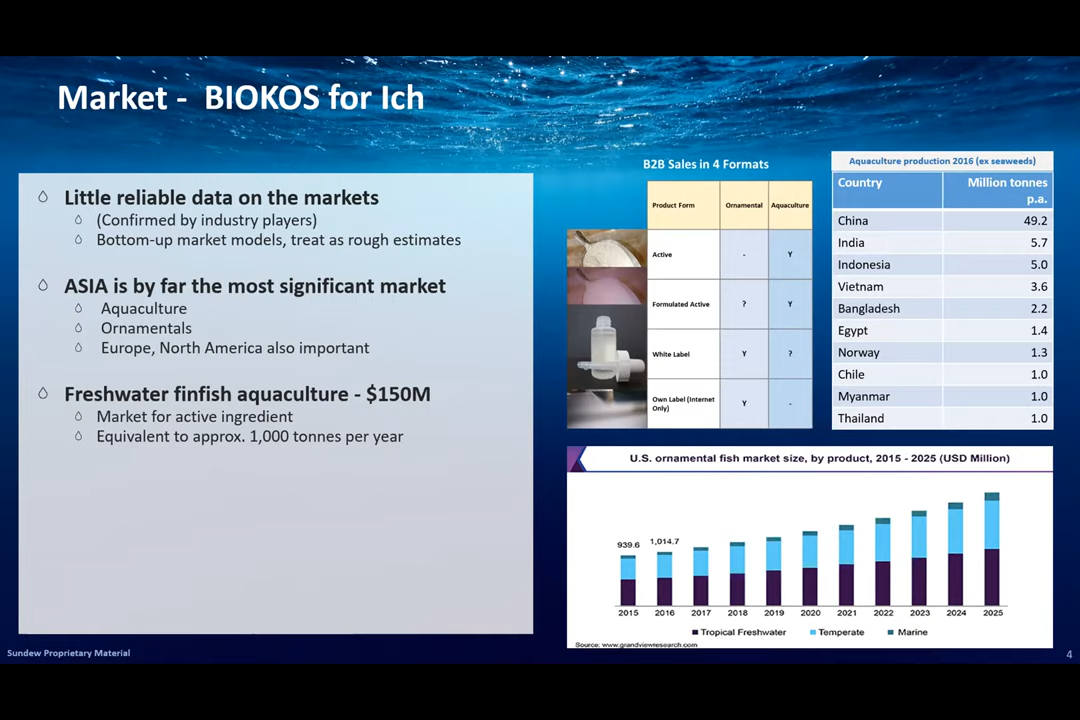 Market -  BIOKOS for Ich
Little reliable data on the markets
(Confirmed by industry players)
Bottom-up market models, treat as rough estimates
ASIA is by far the most significant market
Aquaculture
Ornamentals
Europe, North America also important
Freshwater finfish aquaculture - $150M
Market for active ingredient
Equivalent to approx. 1,000 tonnes per year
B2B Sales in 4 Formats
Product Form Ornamental Aquaculture
Active - Y
Formulated Active ? Y
White Label Y ?
Own Label (Internet
Only) Y -
Aquaculture production 2016 (ex seaweeds)
Country Million tonnes
p.a.
China 49.2
India 5.7
Indonesia 5.0
Vietnam 3.6
Bangladesh 2.2
Egypt 1.4
Norway 1.3
Chile 1.0
Myanmar 1.0
Thailand 1.0
U.S. ornamental fish market size, by product, 2015 - 2025 (USD Million)
939.6 1,014.7
2015 2016 2017 2018 2019 2020 2021 2022 2023 2024 2025
Tropical Freshwater Temperate Marine
Source: www.grandviewresearch.com
Sundew Proprietary Material
4